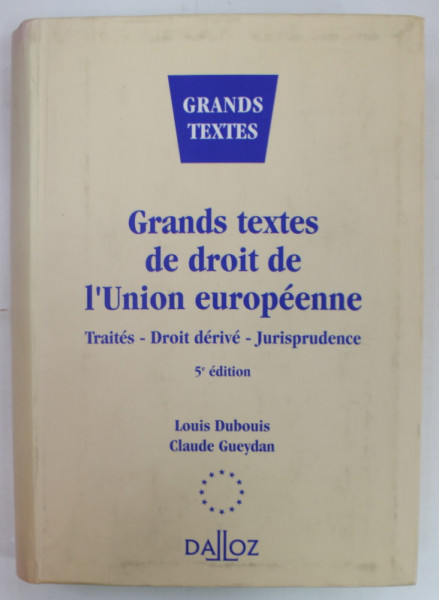 GRANDS
TEXTES
Grands textes
de droit de
l'Union européenne
Traités - Droit dérivé - Jurisprudence
5e édition
Louis Dubouis
Claude Gueydan
DALLOZ